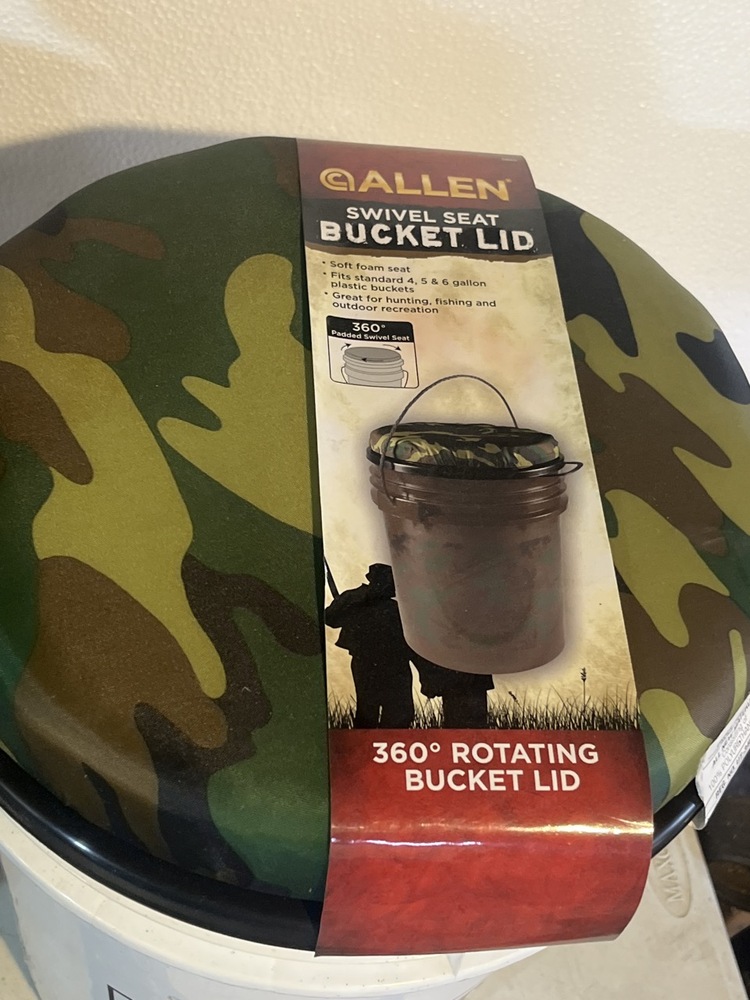 ALLEN
SWIVEL SEAT
BUCKET LID
* Soft foam seat
* Fits standard 4, 5 & 6 gallon
plastic buckets
* Great for hunting, fishing and
outdoor recreation
360°
Padded Swivel Seat
360° ROTATING
BUCKET LID